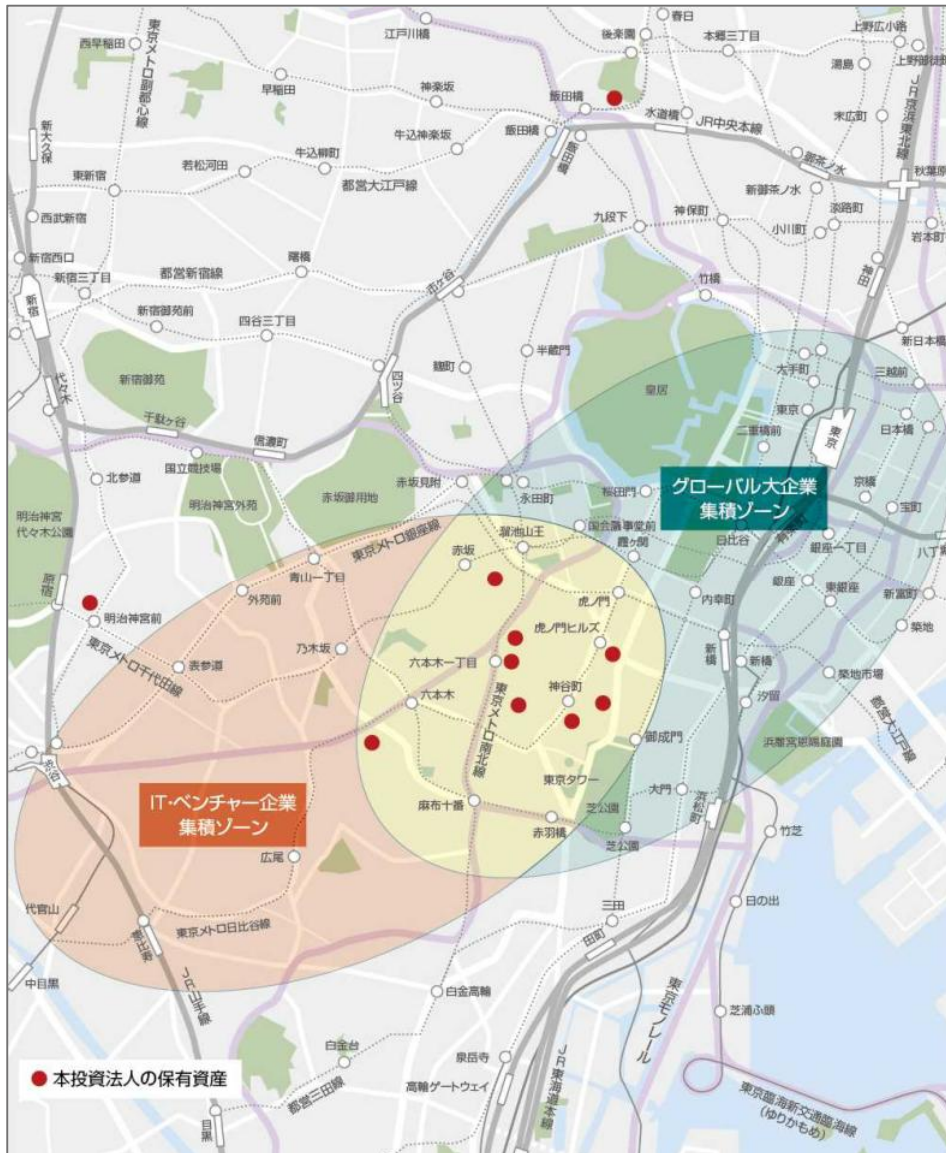 春日
上野広小路
江戸川橋
後楽園
本郷三丁目
西早稲田
東京メトロ副都心線
湯島
上野御徒町
JR京浜東北線
早稲田
神楽坂
飯田橋
水道橋
JR中央本線
末広町
新大久保
牛込神楽坂
飯田橋
飯田橋
牛込柳町
若松河田
都営大江戸線
御茶ノ水
秋葉原
東新宿
新御茶ノ水
淡路町
西武新宿
九段下
神保町
小川町
岩本町
新宿西口
曙橋
市ヶ谷
都営新宿線
新宿三丁目
竹橋
神田
新宿
新宿御苑前
四谷三丁目
半蔵門
麹町
新日本橋
新宿御苑
四ツ谷
皇居
大手町
三越前
代々木
千駄ヶ谷
東京
東京
日本橋
信濃町
二重橋前
国立競技場
北参道
赤坂見附
永田町
桜田門
グローバル大企業
集積ゾーン
京橋
明治神宮外苑
赤坂御用地
宝町
明治神宮
代々木公園
東京メトロ銀座線
溜池山王
国会議事堂前
日比谷
有楽町
銀座一丁目
八丁堀
霞ヶ関
赤坂
青山一丁目
原宿
外苑前
虎ノ門
内幸町
銀座
東銀座
新富町
明治神宮前
虎ノ門ヒルズ
築地
乃木坂
新橋
新橋
表参道
六本木一丁目
東京メトロ千代田線
築地市場
六本木
神谷町
汐留
東京メトロ南北線
都営大江戸線
御成門
浜離宮恩賜庭園
渋谷
東京タワー
IT・ベンチャー企業
集積ゾーン
大門
浜松町
麻布十番
芝公園
赤羽橋
竹芝
芝公園
広尾
代官山
日の出
三田
東京メトロ日比谷線
恵比寿
田町
中目黒
JR山手線
白金高輪
東京モノレール
芝浦ふ頭
白金台
泉岳寺
本投資法人の保有資産
高輪ゲートウェイ
JR東海道本線
都営三田線
東京臨海新交通臨海線
(ゆりかもめ)
目黒